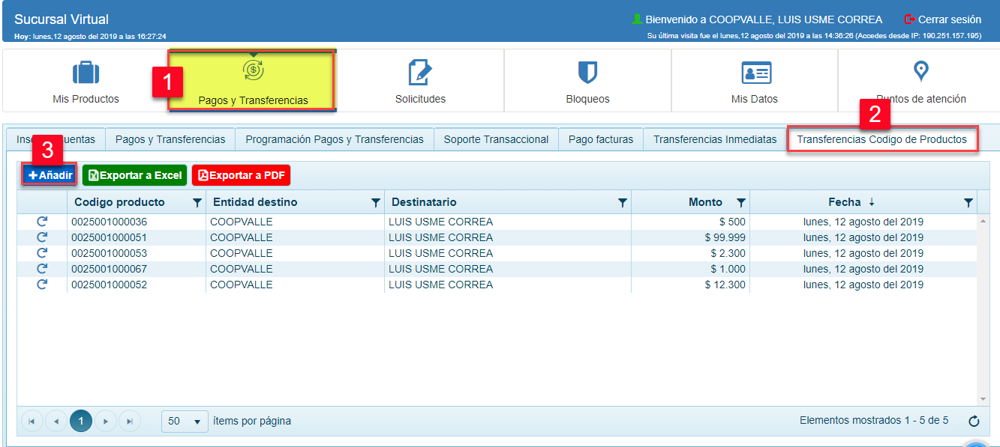 Sucursal Virtual
Bienvenido a COOPVALLE, LUIS USME CORREA
Cerrar sesión
Hoy: lunes,12 agosto del 2019 a las 16:27:24
Su última visita fue el lunes,12 agosto del 2019 a las 14:36:26 (Accedes desde IP: 190.251.157.195)
1
Mis Productos
Pagos y Transferencias
Solicitudes
Bloqueos
Mis Datos
Puntos de atención
2
3
Pagos y Transferencias
Programación Pagos y Transferencias
Soporte Transaccional
Pago facturas
Transferencias Inmediatas
Transferencias Codigo de Productos
+Añadir
Exportar a Excel
Exportar a PDF
Codigo producto Entidad destino Destinatario Monto Fecha ↓
0025001000036 COOPVALLE LUIS USME CORREA $ 500 lunes, 12 agosto del 2019
0025001000051 COOPVALLE LUIS USME CORREA $ 99.999 lunes, 12 agosto del 2019
0025001000053 COOPVALLE LUIS USME CORREA $ 2.300 lunes, 12 agosto del 2019
0025001000067 COOPVALLE LUIS USME CORREA $ 1.000 lunes, 12 agosto del 2019
0025001000052 COOPVALLE LUIS USME CORREA $ 12.300 lunes, 12 agosto del 2019
1
50
ítems por página
Elementos mostrados 1 - 5 de 5